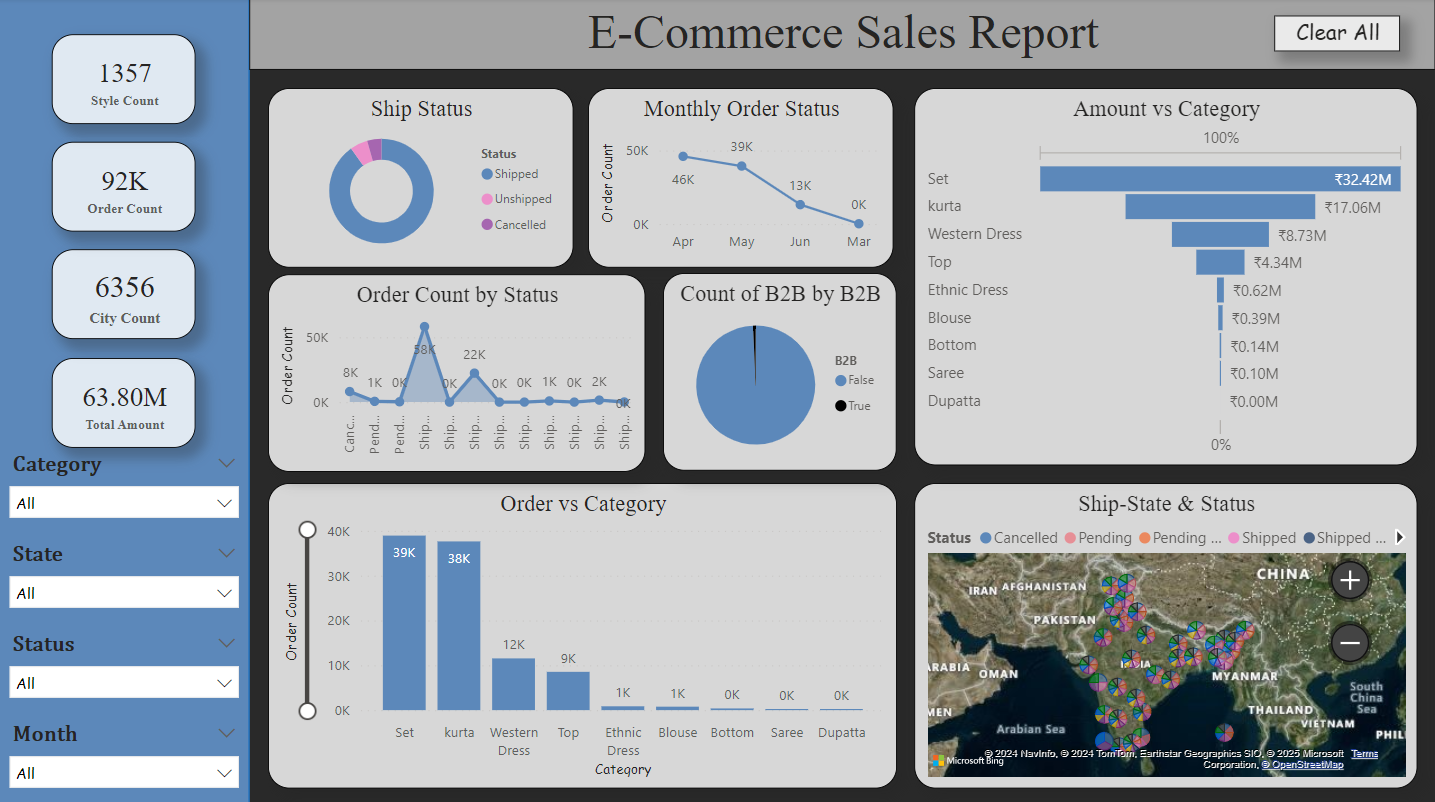 E-Commerce Sales Report
Clear All
1357
Style Count
92K
Order Count
6356
City Count
63.80M
Total Amount
Category
All
State
All
Status
All
Month
All
Ship Status
Status
Shipped
Unshipped
Cancelled
Monthly Order Status
Order Count
50K
0K
46K
39K
13K
0K
Apr
May
Jun
Mar
Amount vs Category
100%
Set ₹32.42M
kurta ₹17.06M
Western Dress ₹8.73M
Top ₹4.34M
Ethnic Dress ₹0.62M
Blouse ₹0.39M
Bottom ₹0.14M
Saree ₹0.10M
Dupatta ₹0.00M
0%
Order Count by Status
Order Count
50K
0K
8K
1K
0K
58K
0K
22K
0K
0K
1K
0K
2K
0K
Canc...
Pend...
Pend...
Ship...
Ship...
Ship...
Ship...
Ship...
Ship...
Ship...
Ship...
Ship...
Count of B2B by B2B
B2B
False
True
Order vs Category
Order Count
40K
30K
20K
10K
0K
39K
38K
12K
9K
1K
1K
0K
0K
0K
Set
kurta
Western
Dress
Top
Ethnic
Dress
Blouse
Bottom
Saree
Dupatta
Category
Ship-State & Status
Status Cancelled Pending Pending ... Shipped Shipped ...
CHINA
IRAN
AFGHANISTAN
PAKISTAN
ARABIA
OMAN
MYANMAR
South
China
Sea
THAILAND
VIETNAM
MEN
Arabian Sea
PHILI
© 2024 NavInfo, © 2024 TomTom, Earthstar Geographics SIO, © 2025 Microsoft Terms
Microsoft Bing
Corporation, © OpenStreetMap